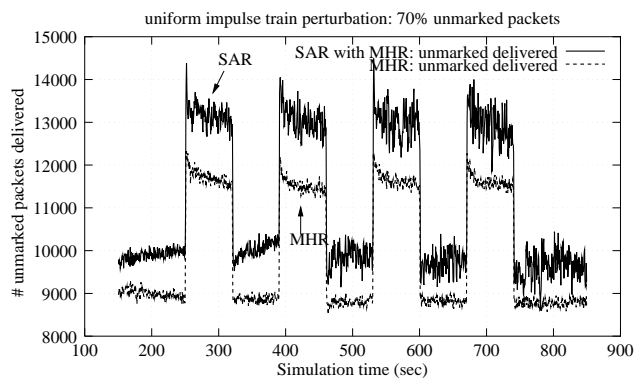 uniform impulse train perturbation: 70% unmarked packets
15000
14000
13000
12000
11000
10000
9000
8000
# unmarked packets delivered
SAR with MHR: unmarked delivered
MHR: unmarked delivered
SAR
MHR
100 200 300 400 500 600 700 800 900
Simulation time (sec)